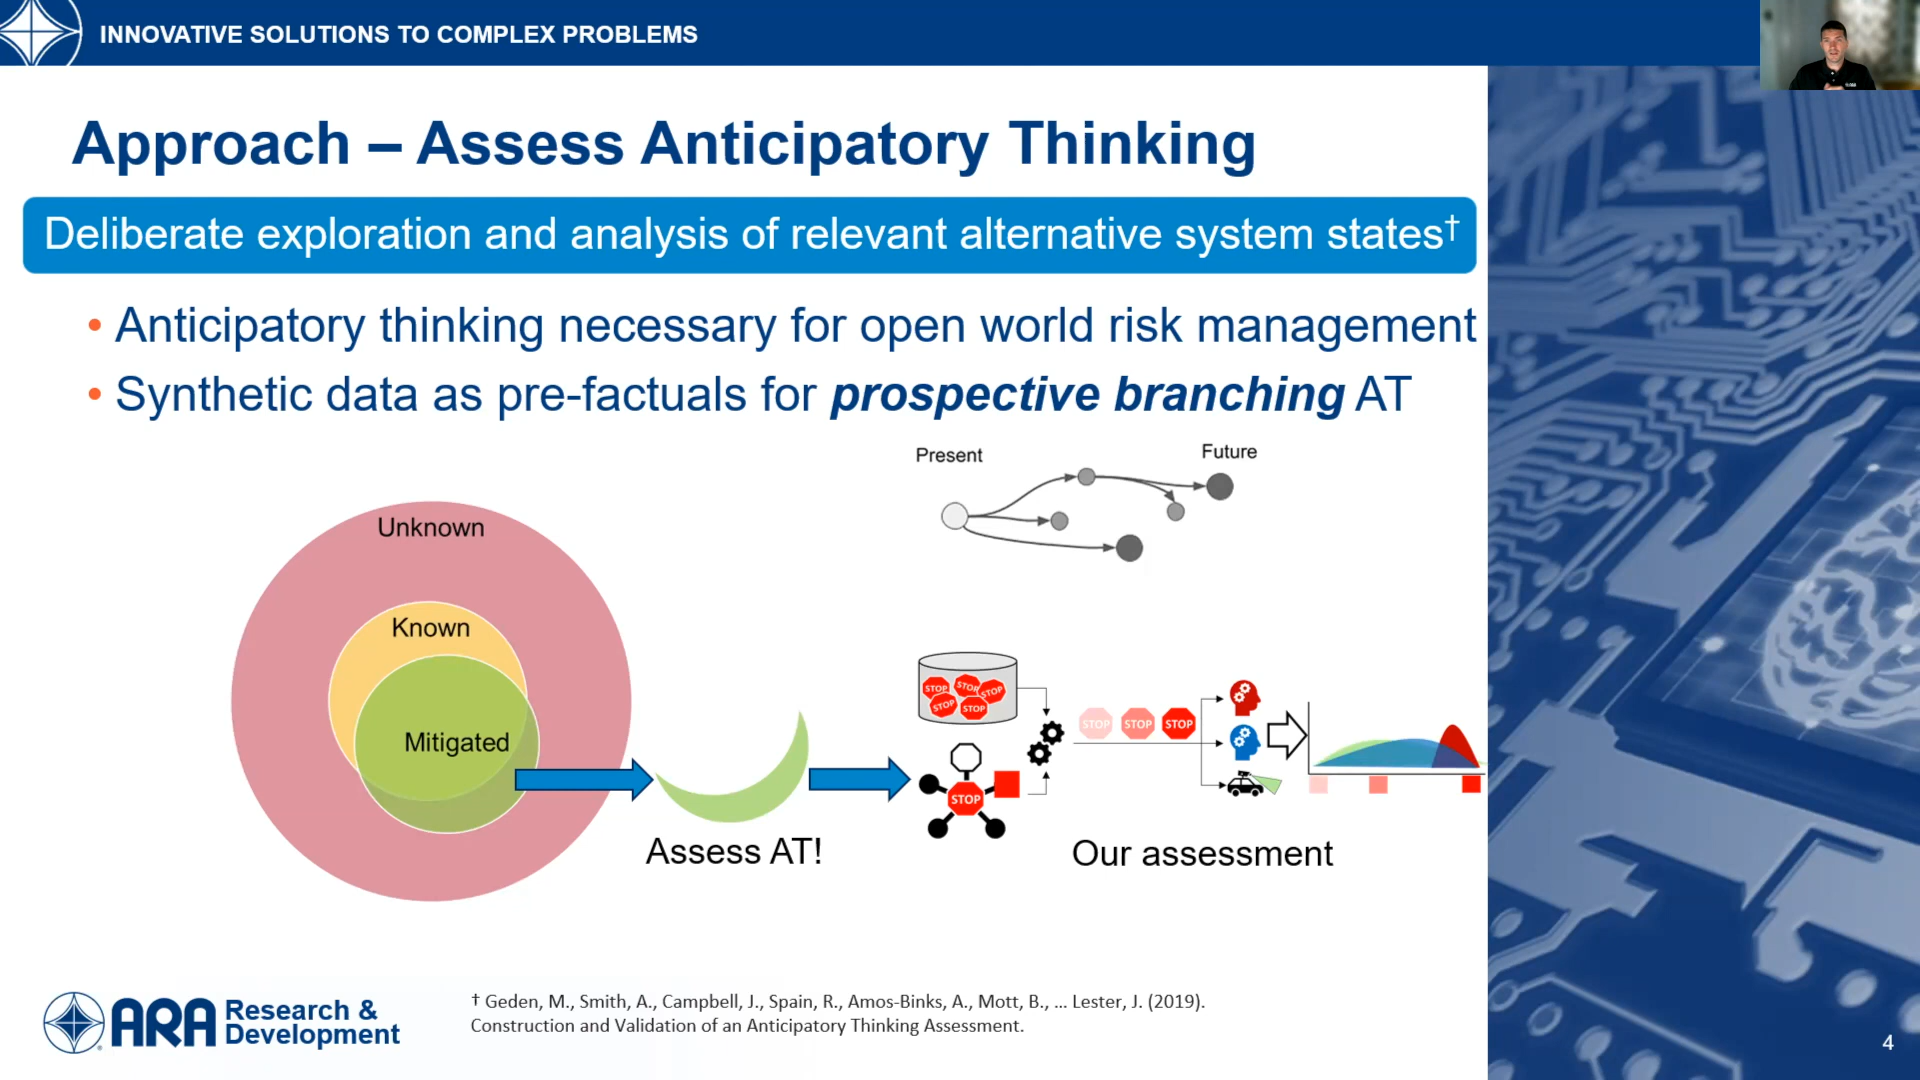 INNOVATIVE SOLUTIONS TO COMPLEX PROBLEMS
Approach – Assess Anticipatory Thinking
Deliberate exploration and analysis of relevant alternative system states†
• Anticipatory thinking necessary for open world risk management
• Synthetic data as pre-factuals for prospective branching AT
Present
Future
Unknown
Known
Mitigated
Assess AT!
STOP STOP STOP
STOP STOP
STOP
STOP STOP STOP
Our assessment
ARA Research &
Development
† Geden, M., Smith, A., Campbell, J., Spain, R., Amos-Binks, A., Mott, B., ... Lester, J. (2019).
Construction and Validation of an Anticipatory Thinking Assessment.
4